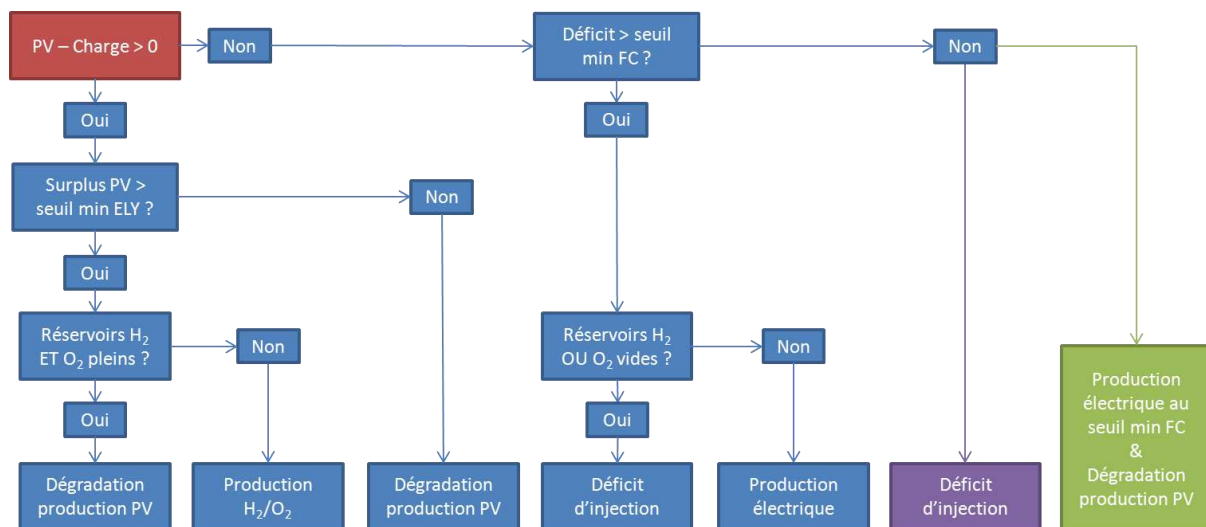 PV – Charge > 0
Non
Déficit > seuil
min FC ?
Non
Oui
Oui
Surplus PV >
seuil min ELY ?
Non
Oui
Réservoirs H₂
ET O₂ pleins ?
Non
Réservoirs H₂
OU O₂ vides ?
Non
Production
électrique au
seuil min FC
&
Dégradation
production PV
Oui
Oui
Dégradation
production PV
Production
H₂/O₂
Dégradation
production PV
Déficit
d’injection
Production
électrique
Déficit
d’injection